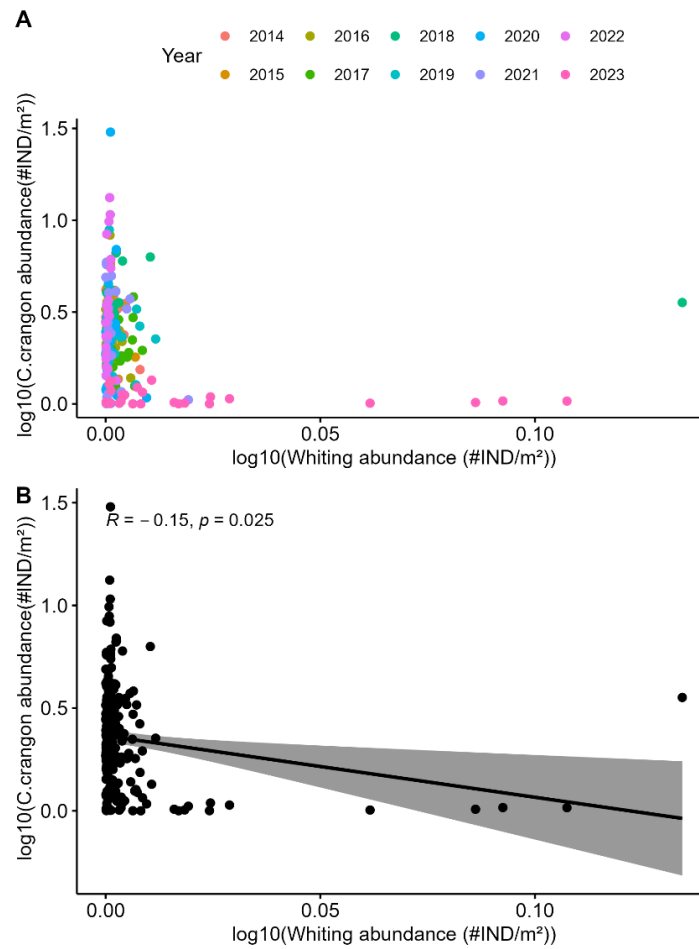 A
Year
2014 2016 2018 2020 2022
2015 2017 2019 2021 2023
log10(C.crangon abundance(#IND/m²))
1.5
1.0
0.5
0.0
0.00 0.05 0.10
log10(Whiting abundance (#IND/m²))
B
R = − 0.15, p = 0.025
log10(C.crangon abundance(#IND/m²))
1.5
1.0
0.5
0.0
0.00 0.05 0.10
log10(Whiting abundance (#IND/m²))